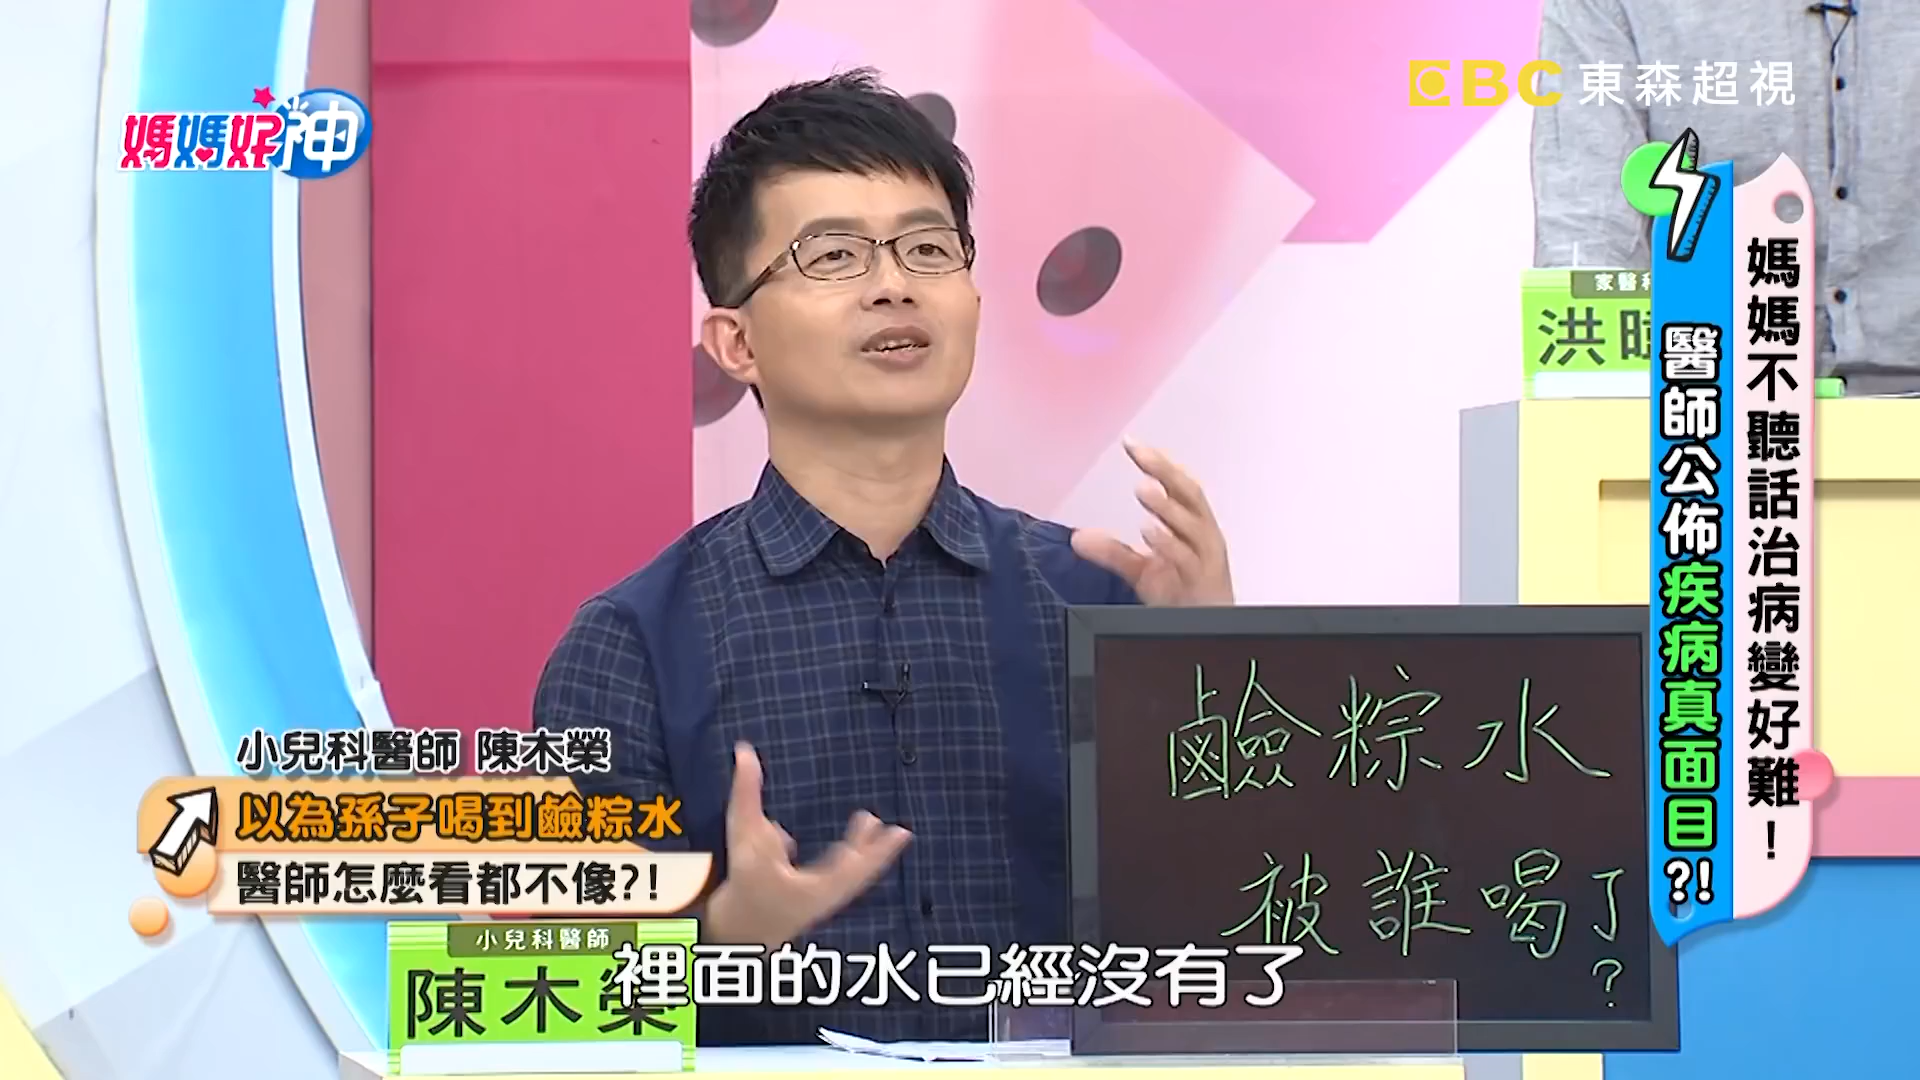 媽媽好神
EBC 東森超視
媽媽不聽話治病變好難！
醫師公佈疾病真面目?!
家醫科
洪
小兒科醫師 陳木榮
以為孫子喝到鹼粽水
醫師怎麼看都不像?!
鹼粽水
被誰喝了
?
小兒科醫師
陳木榮
裡面的水已經沒有了